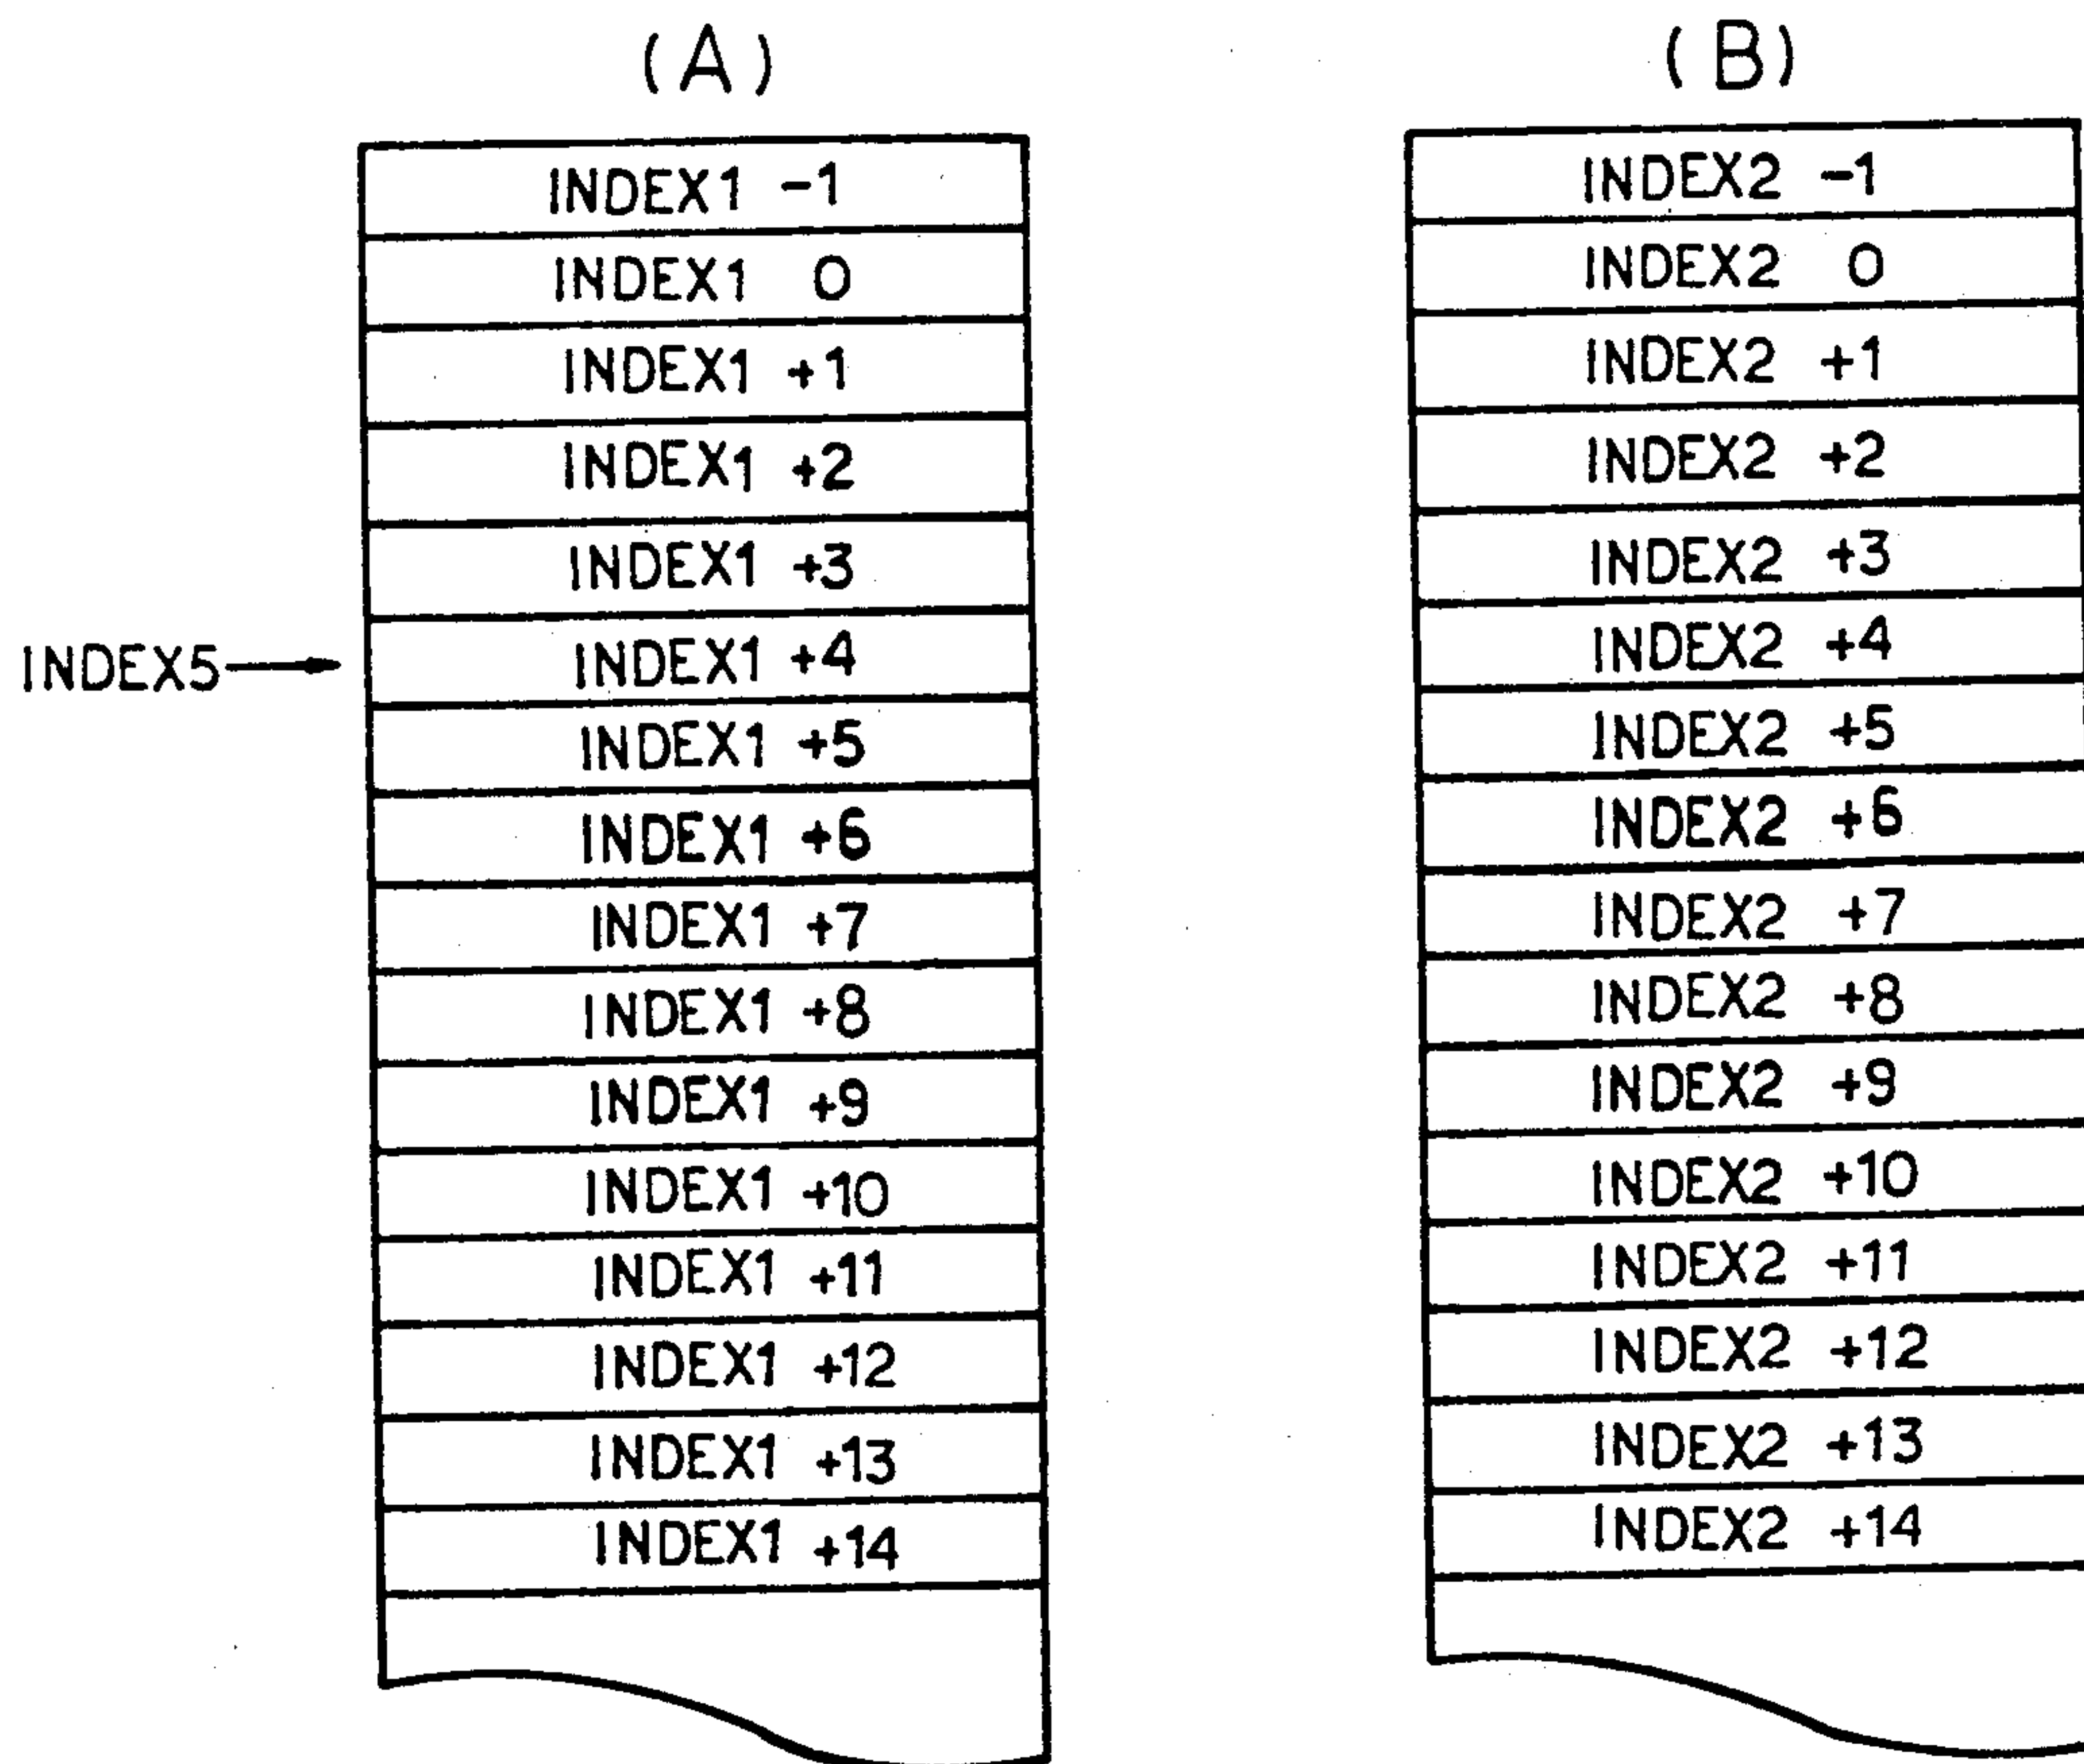 (A)
INDEX1 -1
INDEX1 0
INDEX1 +1
INDEX1 +2
INDEX1 +3
INDEX5
INDEX1 +4
INDEX1 +5
INDEX1 +6
INDEX1 +7
INDEX1 +8
INDEX1 +9
INDEX1 +10
INDEX1 +11
INDEX1 +12
INDEX1 +13
INDEX1 +14
(B)
INDEX2 -1
INDEX2 0
INDEX2 +1
INDEX2 +2
INDEX2 +3
INDEX2 +4
INDEX2 +5
INDEX2 +6
INDEX2 +7
INDEX2 +8
INDEX2 +9
INDEX2 +10
INDEX2 +11
INDEX2 +12
INDEX2 +13
INDEX2 +14